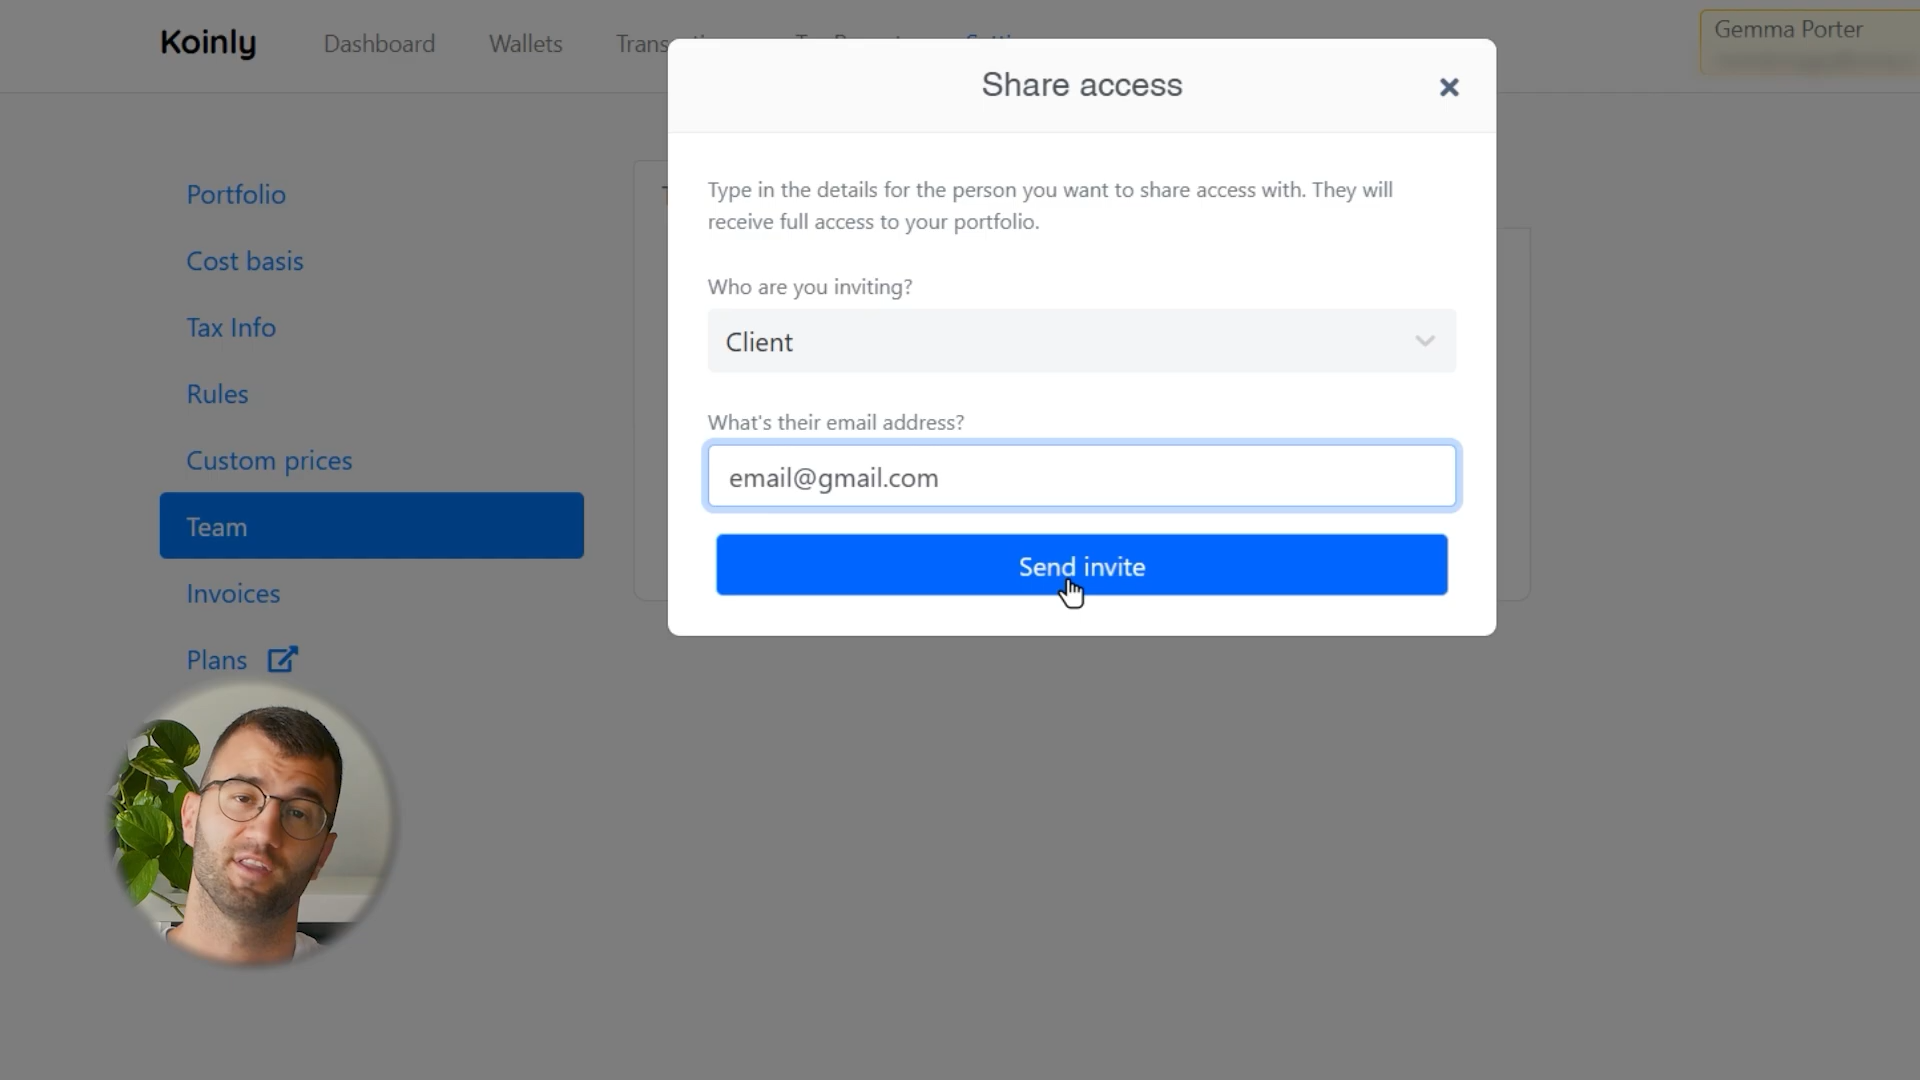 Koinly
Dashboard
Wallets
Gemma Porter
Share access
Portfolio
Cost basis
Tax Info
Rules
Custom prices
Team
Invoices
Plans
Type in the details for the person you want to share access with. They will
receive full access to your portfolio.
Who are you inviting?
Client
What's their email address?
email@gmail.com
Send invite